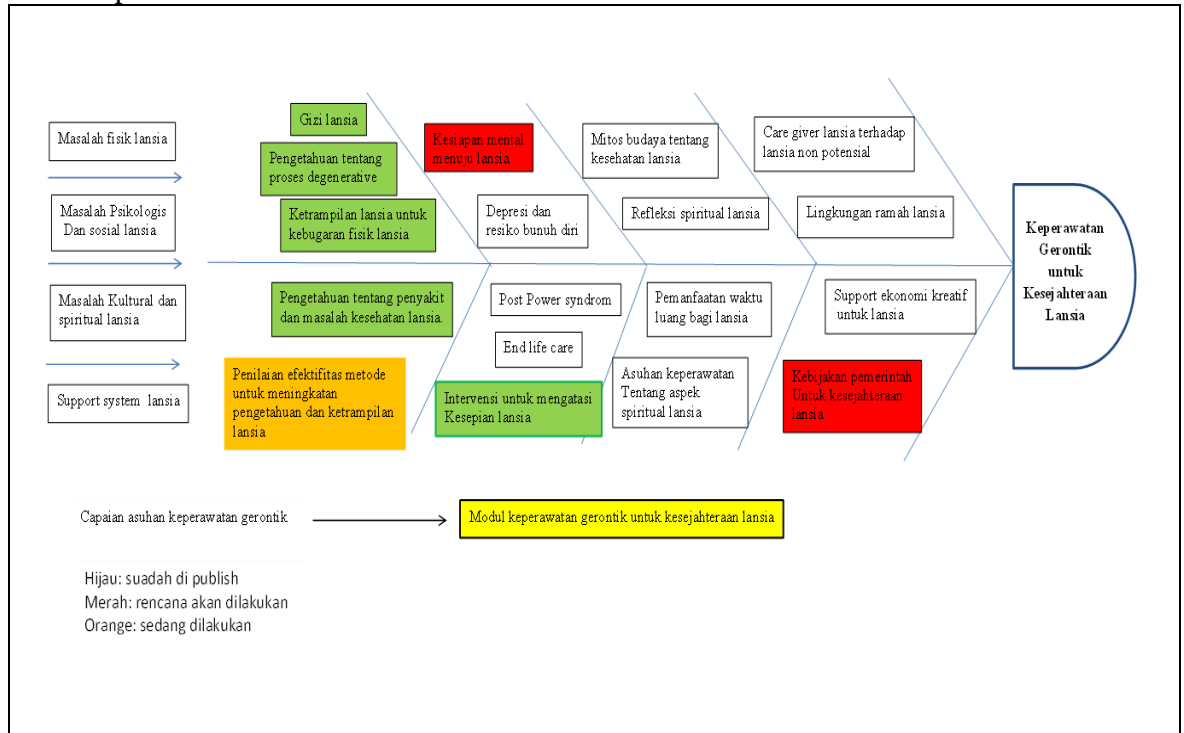 Masalah fisik lansia
Masalah Psikologis
Dan sosial lansia
Masalah Kultural dan
spiritual lansia
Support system lansia
Gizi lansia
Pengetahuan tentang
proses degenerative
Ketrampilan lansia untuk
kebugaran fisik lansia
Pengetahuan tentang penyakit
dan masalah kesehatan lansia.
Penilaian efektifitas metode
untuk meningkatan
pengetahuan dan ketrampilan
lansia
Kesiapan mental
menuju lansia
Depresi dan
resiko bunuh diri
Post Power syndrom
End life care
Intervensi untuk mengatasi
Kesepian lansia
Mitos budaya tentang
kesehatan lansia
Refleksi spiritual lansia
Pemanfaatan waktu
luang bagi lansia
Asuhan keperawatan
Tentang aspek
spiritual lansia
Care giver lansia terhadap
lansia non potensial
Lingkungan ramah lansia
Support ekonomi kreatif
untuk lansia
Kebijakan pemerintah
Untuk kesejahteraan
lansia
Keperawatan
Gerontik
untuk
Kesejahteraan
Lansia
Capaian asuhan keperawatan gerontik
Modul keperawatan gerontik untuk kesejahteraan lansia
Hijau: suadah di publish
Merah: rencana akan dilakukan
Orange: sedang dilakukan